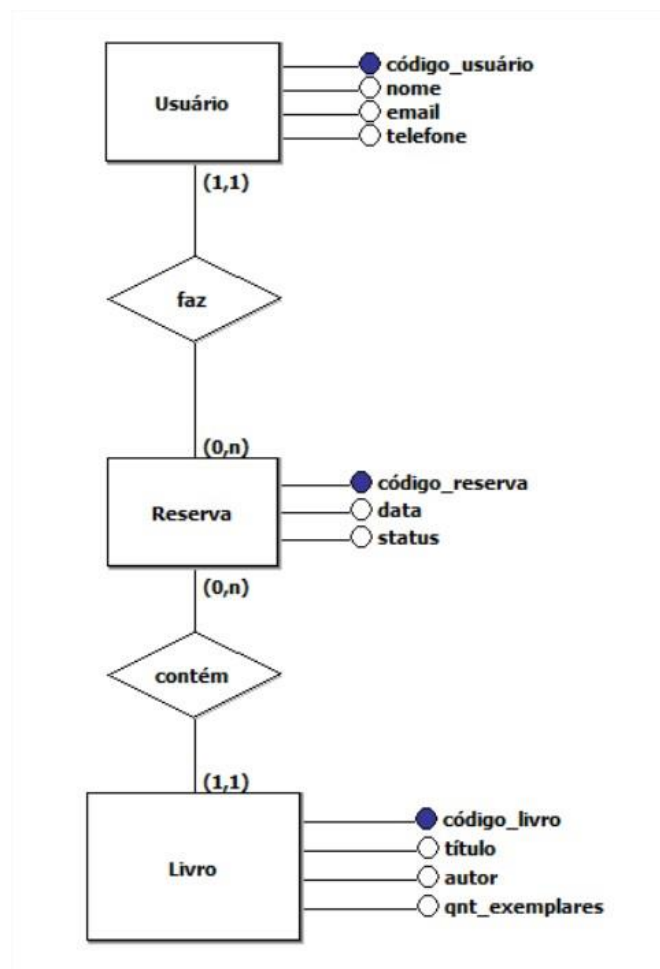 Usuário
código_usuário
nome
email
telefone
(1,1)
faz
(0,n)
Reserva
código_reserva
data
status
(0,n)
contém
(1,1)
Livro
código_livro
título
autor
qnt_exemplares